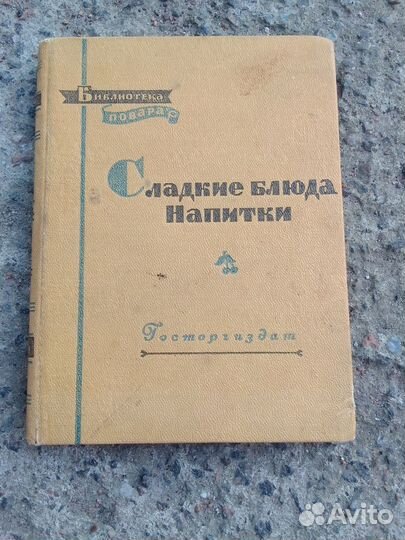 Библиотека
повара
Сладкие блюда
Напитки
Госторгиздат
Avito